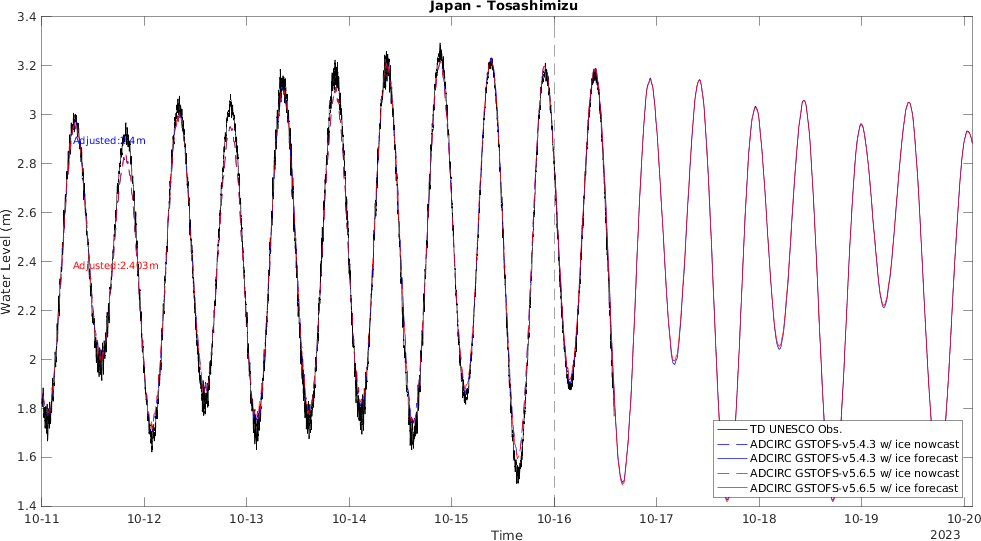 Japan - Tosashimizu
Water Level (m)
3.4
3.2
3
2.8
2.6
2.4
2.2
2
1.8
1.6
1.4
Adjusted:2.4m
Adjusted:2.403m
TD UNESCO Obs.
ADCIRC GSTOFS-v5.4.3 w/ ice nowcast
ADCIRC GSTOFS-v5.4.3 w/ ice forecast
ADCIRC GSTOFS-v5.6.5 w/ ice nowcast
ADCIRC GSTOFS-v5.6.5 w/ ice forecast
10-11 10-12 10-13 10-14 10-15 10-16 10-17 10-18 10-19 10-20
Time
2023